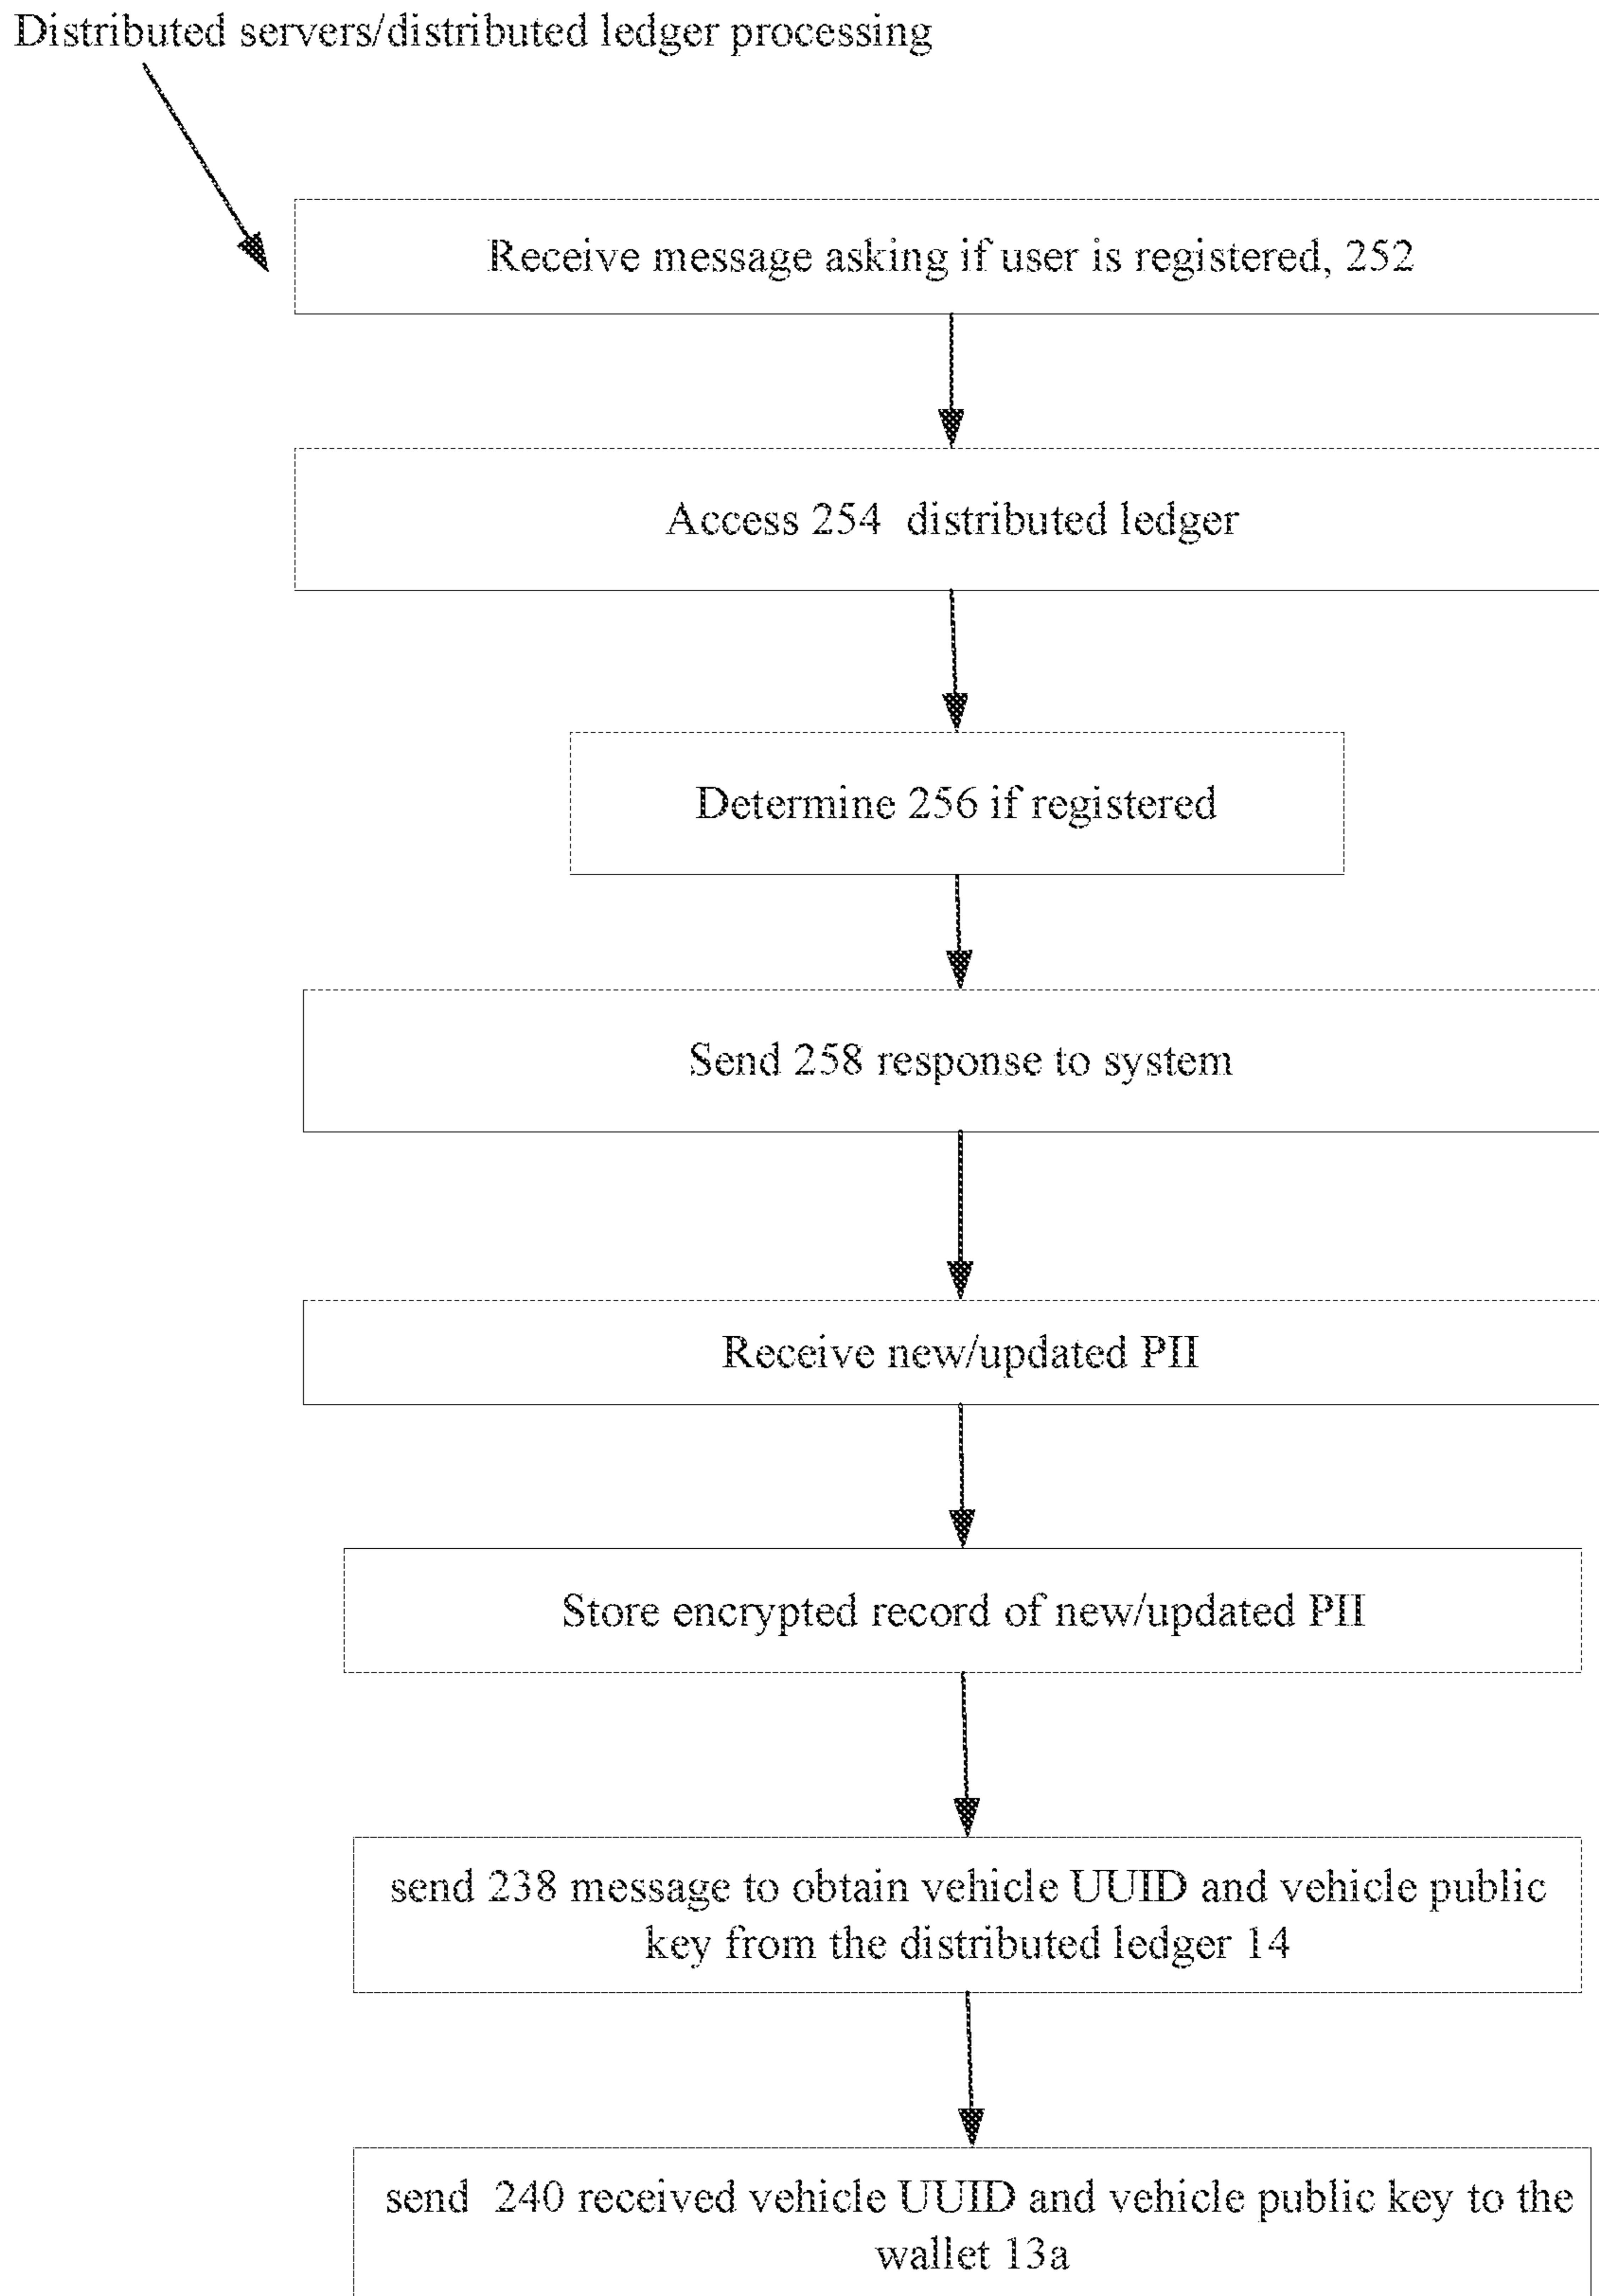 Distributed servers/distributed ledger processing
Receive message asking if user is registered, 252
Access 254 distributed ledger
Determine 256 if registered
Send 258 response to system
Receive new/updated PII
Store encrypted record of new/updated PII
send 238 message to obtain vehicle UUID and vehicle public
key from the distributed ledger 14
send 240 received vehicle UUID and vehicle public key to the
wallet 13a